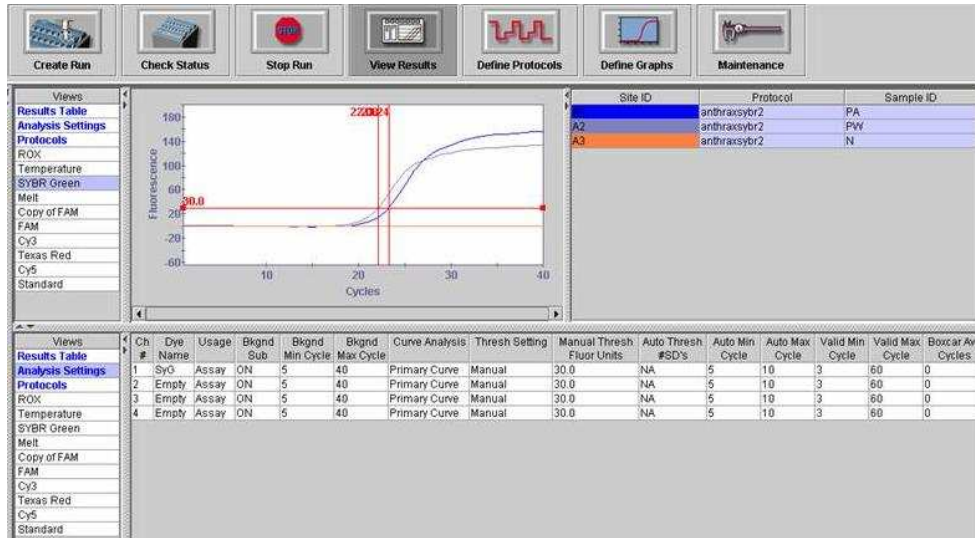 STOP
Create Run Check Status Stop Run View Results Define Protocols Define Graphs Maintenance
Views
Results Table
Analysis Settings
Protocols
ROX
Temperature
SYBR Green
Melt
Copy of FAM
FAM
Cy3
Texas Red
Cy5
Standard
Fluorescence
180
140
100
60
20
-20
-60
30.0
10 20 30 40
Cycles
Site ID Protocol Sample ID
anthraxsybr2 PA
A2 anthraxsybr2 PW
A3 anthraxsybr2 N
Views
Results Table
Analysis Settings
Protocols
ROX
Temperature
SYBR Green
Melt
Copy of FAM
FAM
Cy3
Texas Red
Cy5
Standard
Ch Dye Usage Bkgnd Bkgnd Bkgnd Curve Analysis Thresh Setting Manual Thresh Auto Thresh Auto Min Auto Max Valid Min Valid Max Boxcar Av
# Name Sub Min Cycle Max Cycle Fluor Units #SD's Cycle Cycle Cycle Cycle Cycles
1 SyG Assay ON 5 40 Primary Curve Manual 30.0 NA 5 10 3 60 0
2 Empty Assay ON 5 40 Primary Curve Manual 30.0 NA 5 10 3 60 0
3 Empty Assay ON 5 40 Primary Curve Manual 30.0 NA 5 10 3 60 0
4 Empty Assay ON 5 40 Primary Curve Manual 30.0 NA 5 10 3 60 0